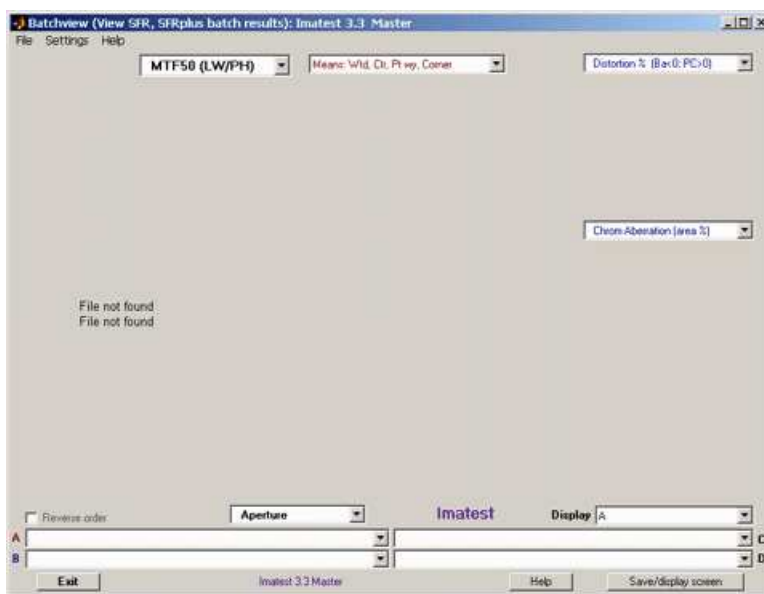 Batchview (View SFR, SFRplus batch results): Imatest 3.3 Master
File Settings Help
MTF50 (LW/PH) Means: Wtd, Ctr, Pt wy, Corner Distortion % (Ba<0; PC>0)
Chrom Aberration (area %)
File not found
File not found
Reverse order Aperture Imatest Display A
A C
B D
Exit Imatest 3.3 Master Help Save/display screen